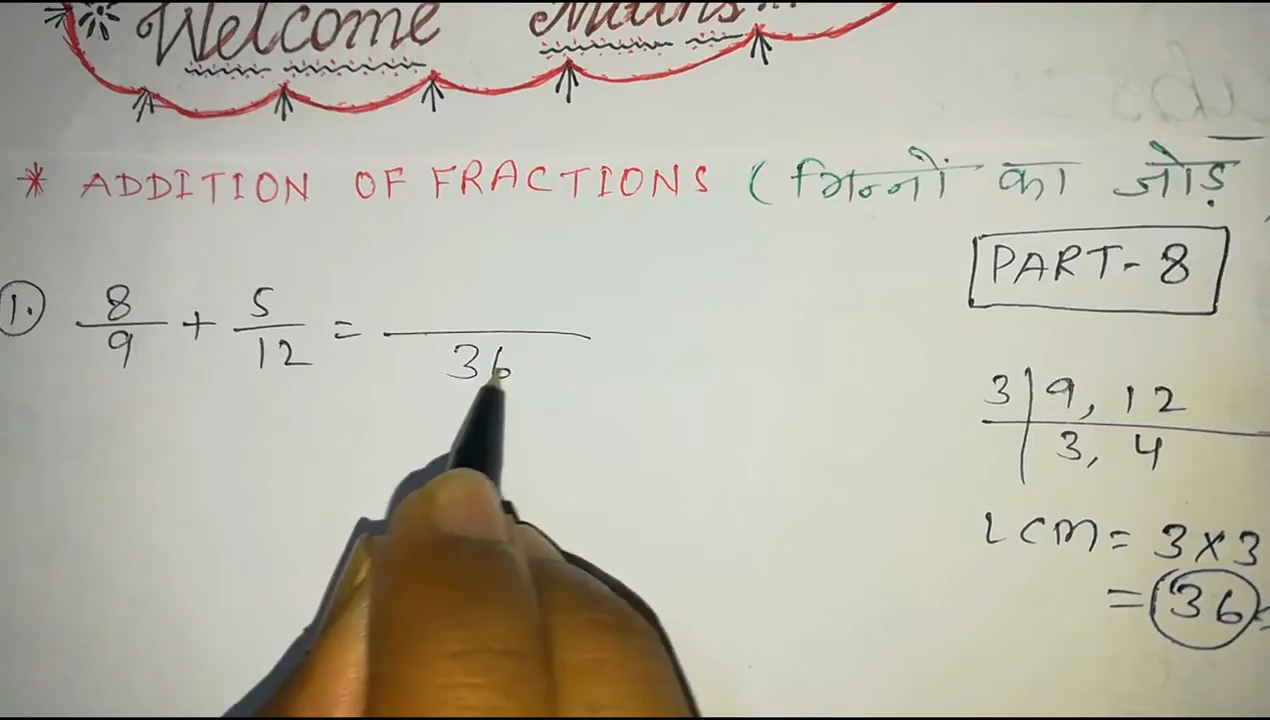 Welcome Maths...
* ADDITION OF FRACTIONS (भिन्नों का जोड़
PART-8
1. 8/9 + 5/12 = /36
3 | 9, 12
3, 4
LCM = 3×3
= 36